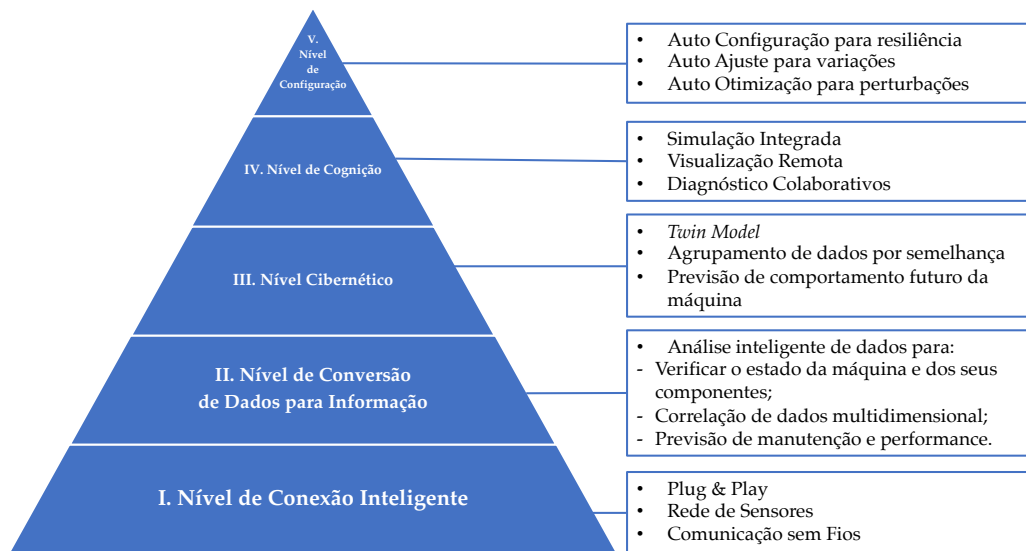 V.
Nível
de
Configuração
• Auto Configuração para resiliência
• Auto Ajuste para variações
• Auto Otimização para perturbações
IV. Nível de Cognição
• Simulação Integrada
• Visualização Remota
• Diagnóstico Colaborativos
III. Nível Cibernético
• Twin Model
• Agrupamento de dados por semelhança
• Previsão de comportamento futuro da
máquina
II. Nível de Conversão
de Dados para Informação
• Análise inteligente de dados para:
- Verificar o estado da máquina e dos seus
componentes;
- Correlação de dados multidimensional;
- Previsão de manutenção e performance.
I. Nível de Conexão Inteligente
• Plug & Play
• Rede de Sensores
• Comunicação sem Fios